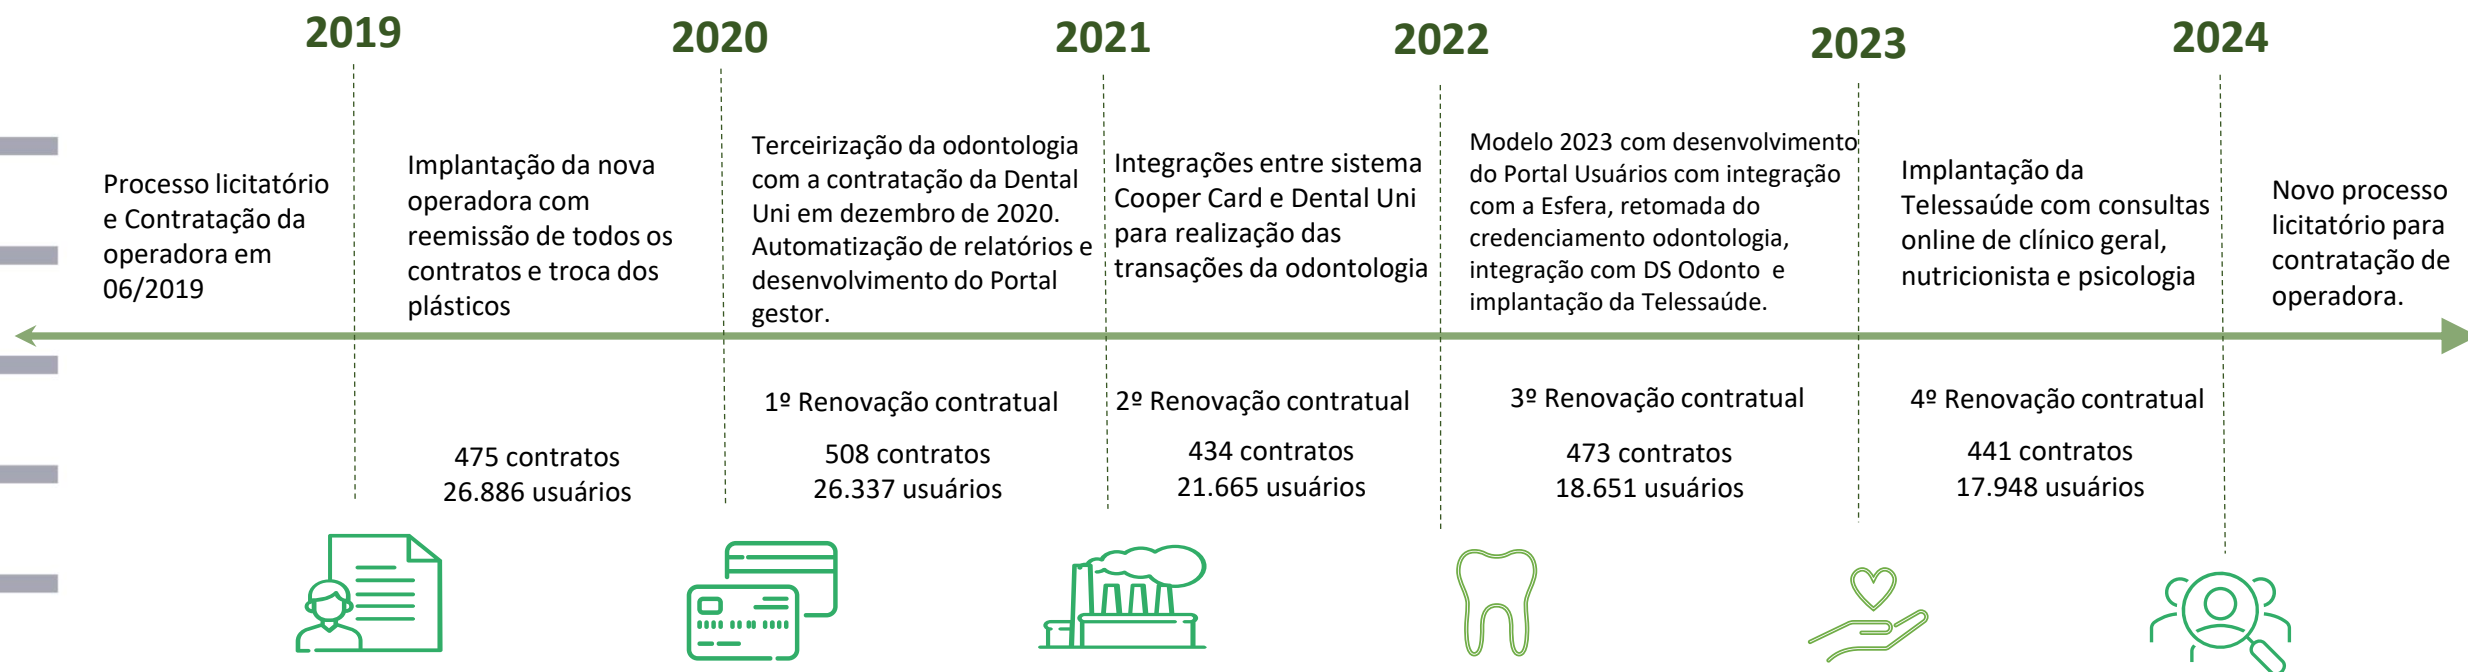 2019
2020
2021
2022
2023
2024
Processo licitatório
e Contratação da
operadora em
06/2019
Implantação da nova
operadora com
reemissão de todos os
contratos e troca dos
plásticos
Terceirização da odontologia
com a contratação da Dental
Uni em dezembro de 2020.
Automatização de relatórios e
desenvolvimento do Portal
gestor.
Integrações entre sistema
Cooper Card e Dental Uni
para realização das
transações da odontologia
Modelo 2023 com desenvolvimento
do Portal Usuários com integração
com a Esfera, retomada do
credenciamento odontologia,
integração com DS Odonto e
implantação da Telessaúde.
Implantação da
Telessaúde com consultas
online de clínico geral,
nutricionista e psicologia
Novo processo
licitatório para
contratação de
operadora.
475 contratos
26.886 usuários
1º Renovação contratual
508 contratos
26.337 usuários
2º Renovação contratual
434 contratos
21.665 usuários
3º Renovação contratual
473 contratos
18.651 usuários
4º Renovação contratual
441 contratos
17.948 usuários